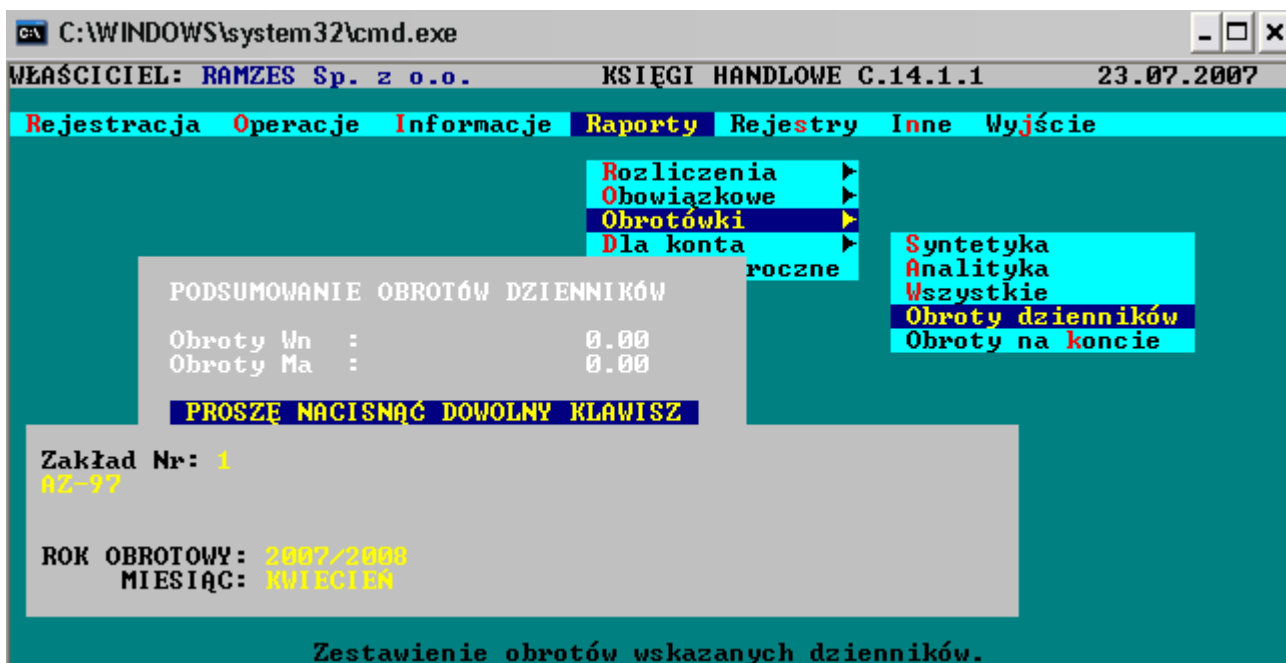 C:\WINDOWS\system32\cmd.exe
WŁAŚCICIEL: RAMZES Sp. z o.o. KSIĘGI HANDLOWE C.14.1.1 23.07.2007
Rejestracja Operacje Informacje Raporty Rejestry Inne Wyjście
Rozliczenia
Obowiązkowe
Obrotówki
Dla konta
roczne
Syntetyka
Analityka
Wszystkie
Obroty dzienników
Obroty na koncie
PODSUMOWANIE OBROTÓW DZIENNIKÓW
Obroty Wn : 0.00
Obroty Ma : 0.00
PROSZĘ NACISNĄĆ DOWOLNY KLAWISZ
Zakład Nr: 1
AZ-97
ROK OBROTOWY: 2007/2008
MIESIĄC: KWIECIEŃ
Zestawienie obrotów wskazanych dzienników.